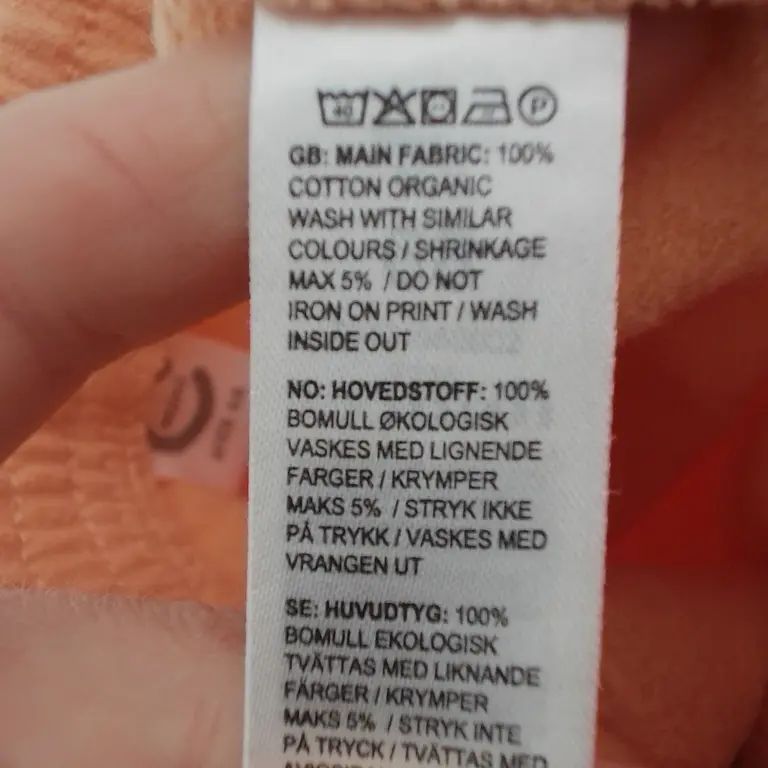 40 P
GB: MAIN FABRIC: 100%
COTTON ORGANIC
WASH WITH SIMILAR
COLOURS / SHRINKAGE
MAX 5% / DO NOT
IRON ON PRINT / WASH
INSIDE OUT
NO: HOVEDSTOFF: 100%
BOMULL ØKOLOGISK
VASKES MED LIGNENDE
FARGER / KRYMPER
MAKS 5% / STRYK IKKE
PÅ TRYKK / VASKES MED
VRANGEN UT
SE: HUVUDTYG: 100%
BOMULL EKOLOGISK
TVÄTTAS MED LIKNANDE
FÄRGER / KRYMPER
MAKS 5% / STRYK INTE
PÅ TRYCK / TVÄTTAS MED